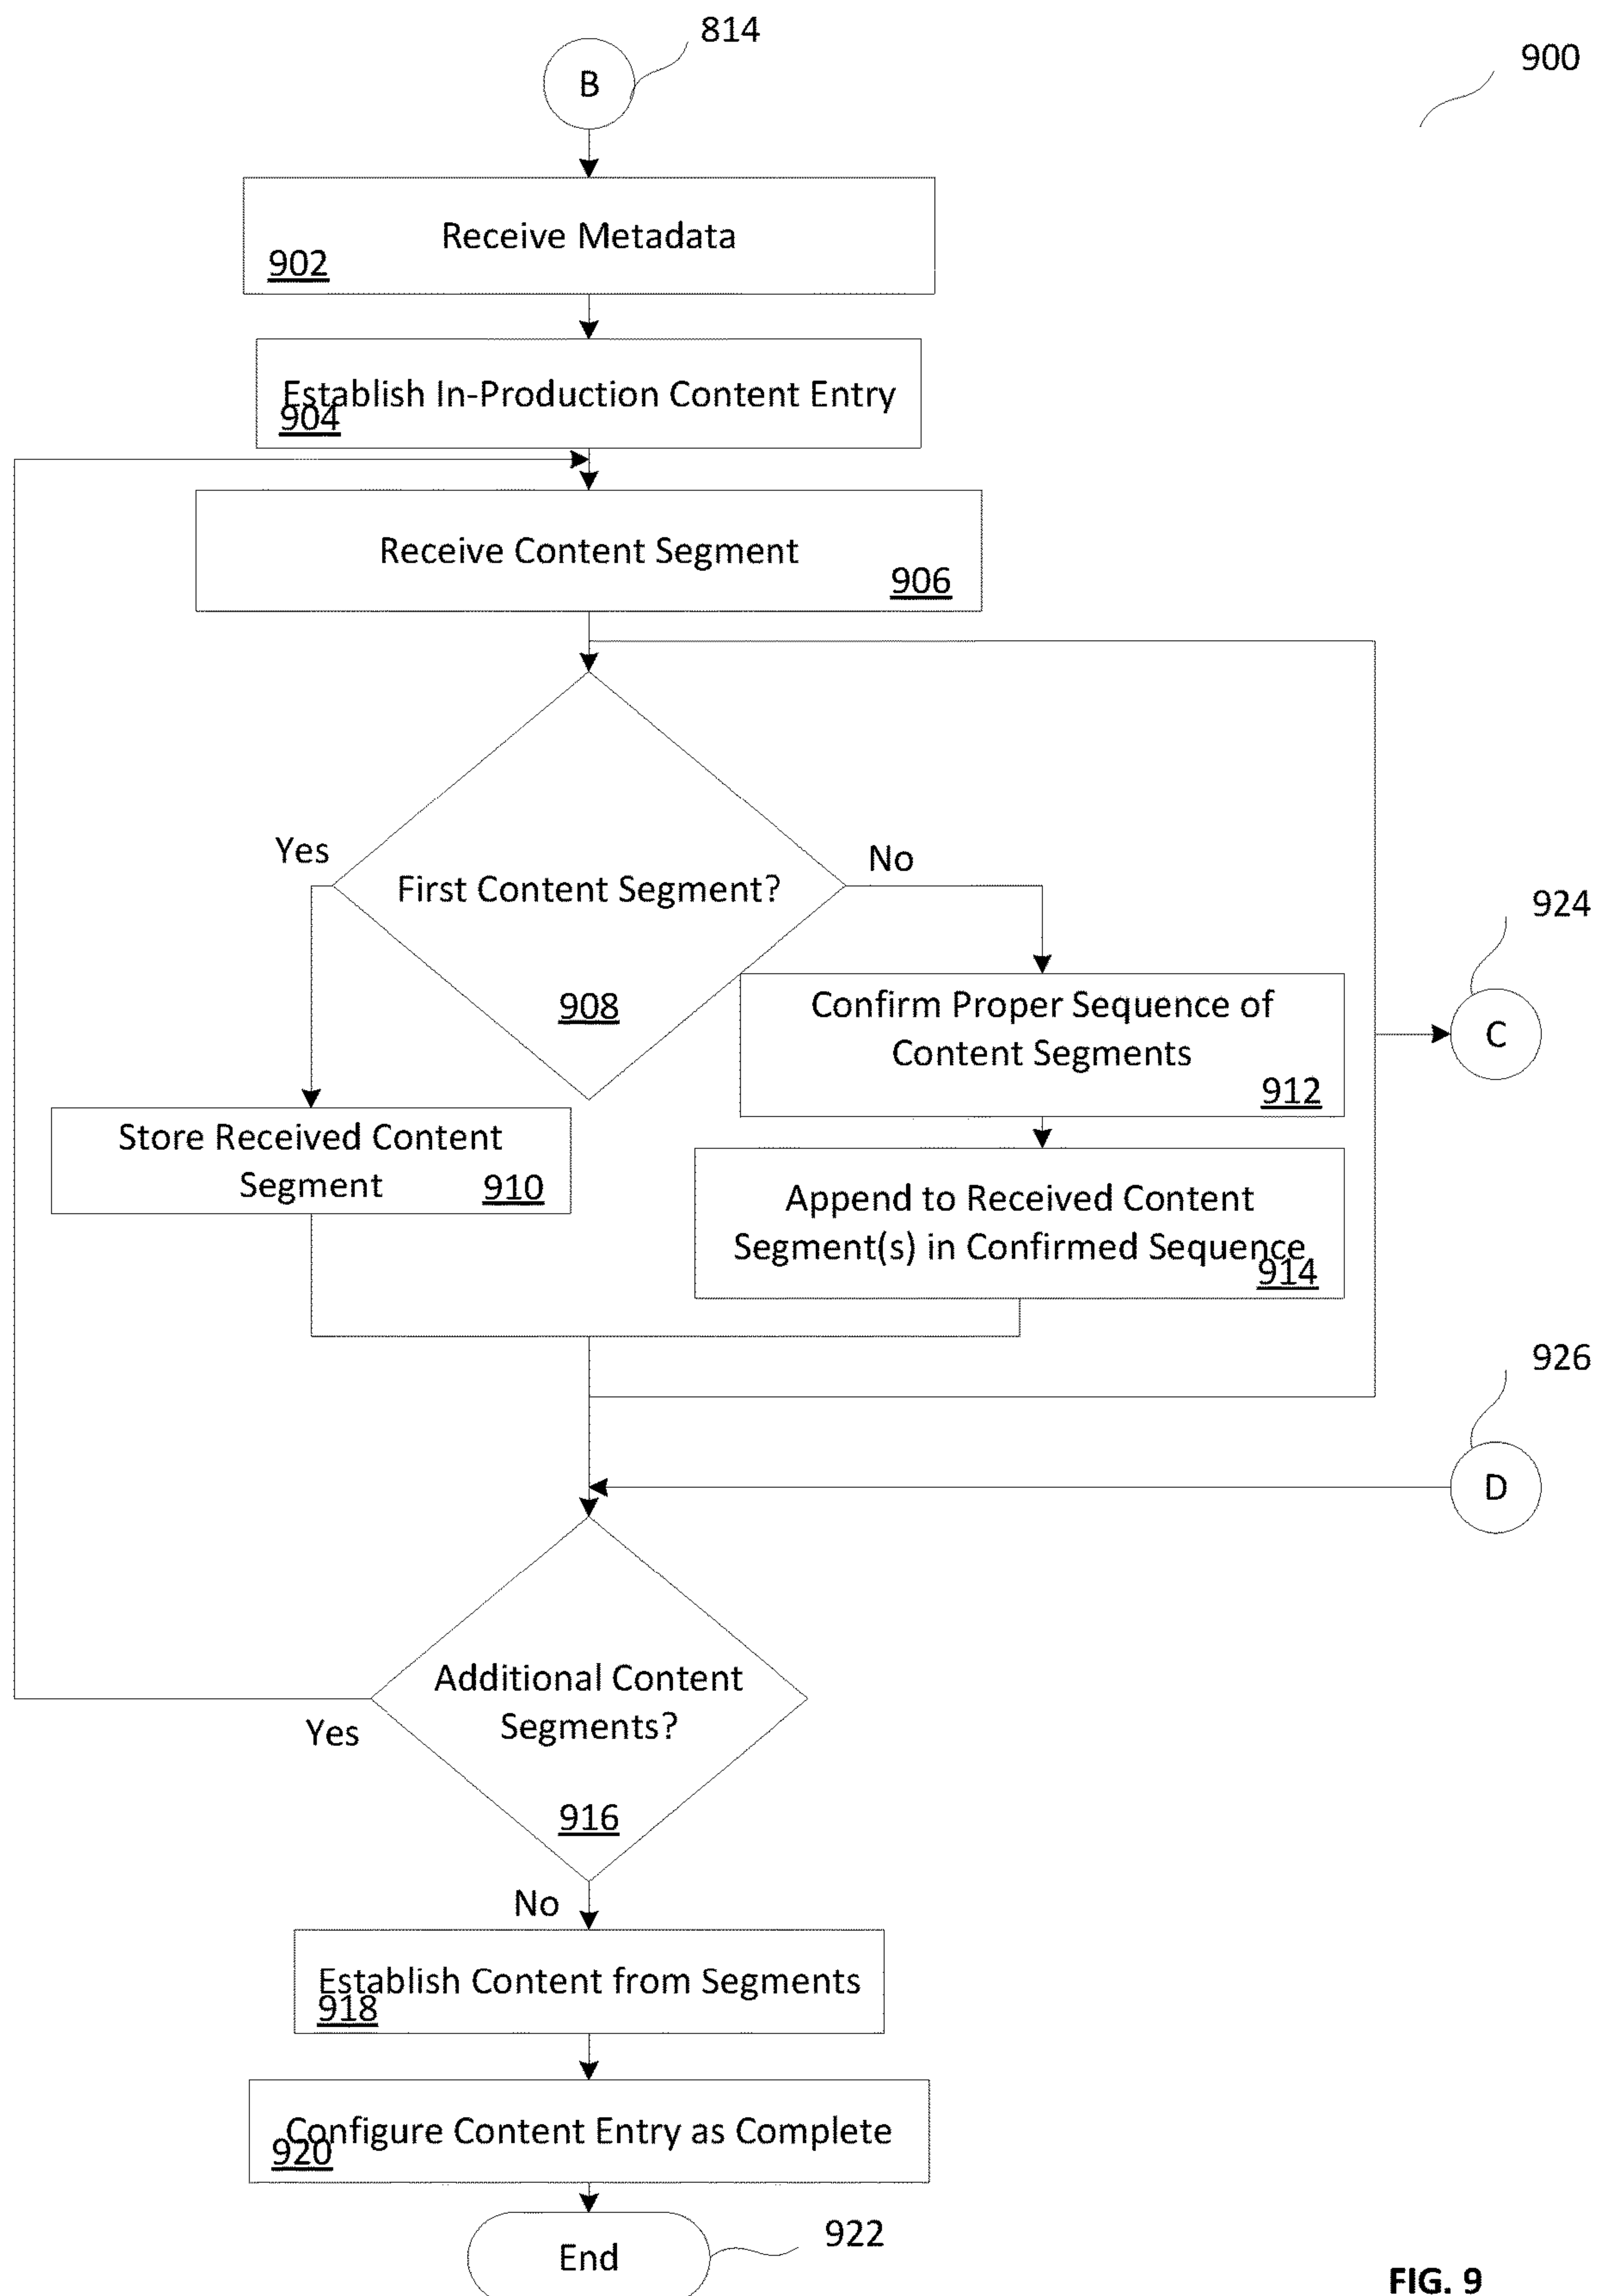 814
B
900
Receive Metadata
902
Establish In-Production Content Entry
904
Receive Content Segment
906
Yes
No
First Content Segment?
908
924
C
Confirm Proper Sequence of
Content Segments
912
Store Received Content
Segment
910
Append to Received Content
Segment(s) in Confirmed Sequence
914
926
D
Additional Content
Segments?
Yes
916
No
Establish Content from Segments
918
Configure Content Entry as Complete
920
End
922
FIG. 9